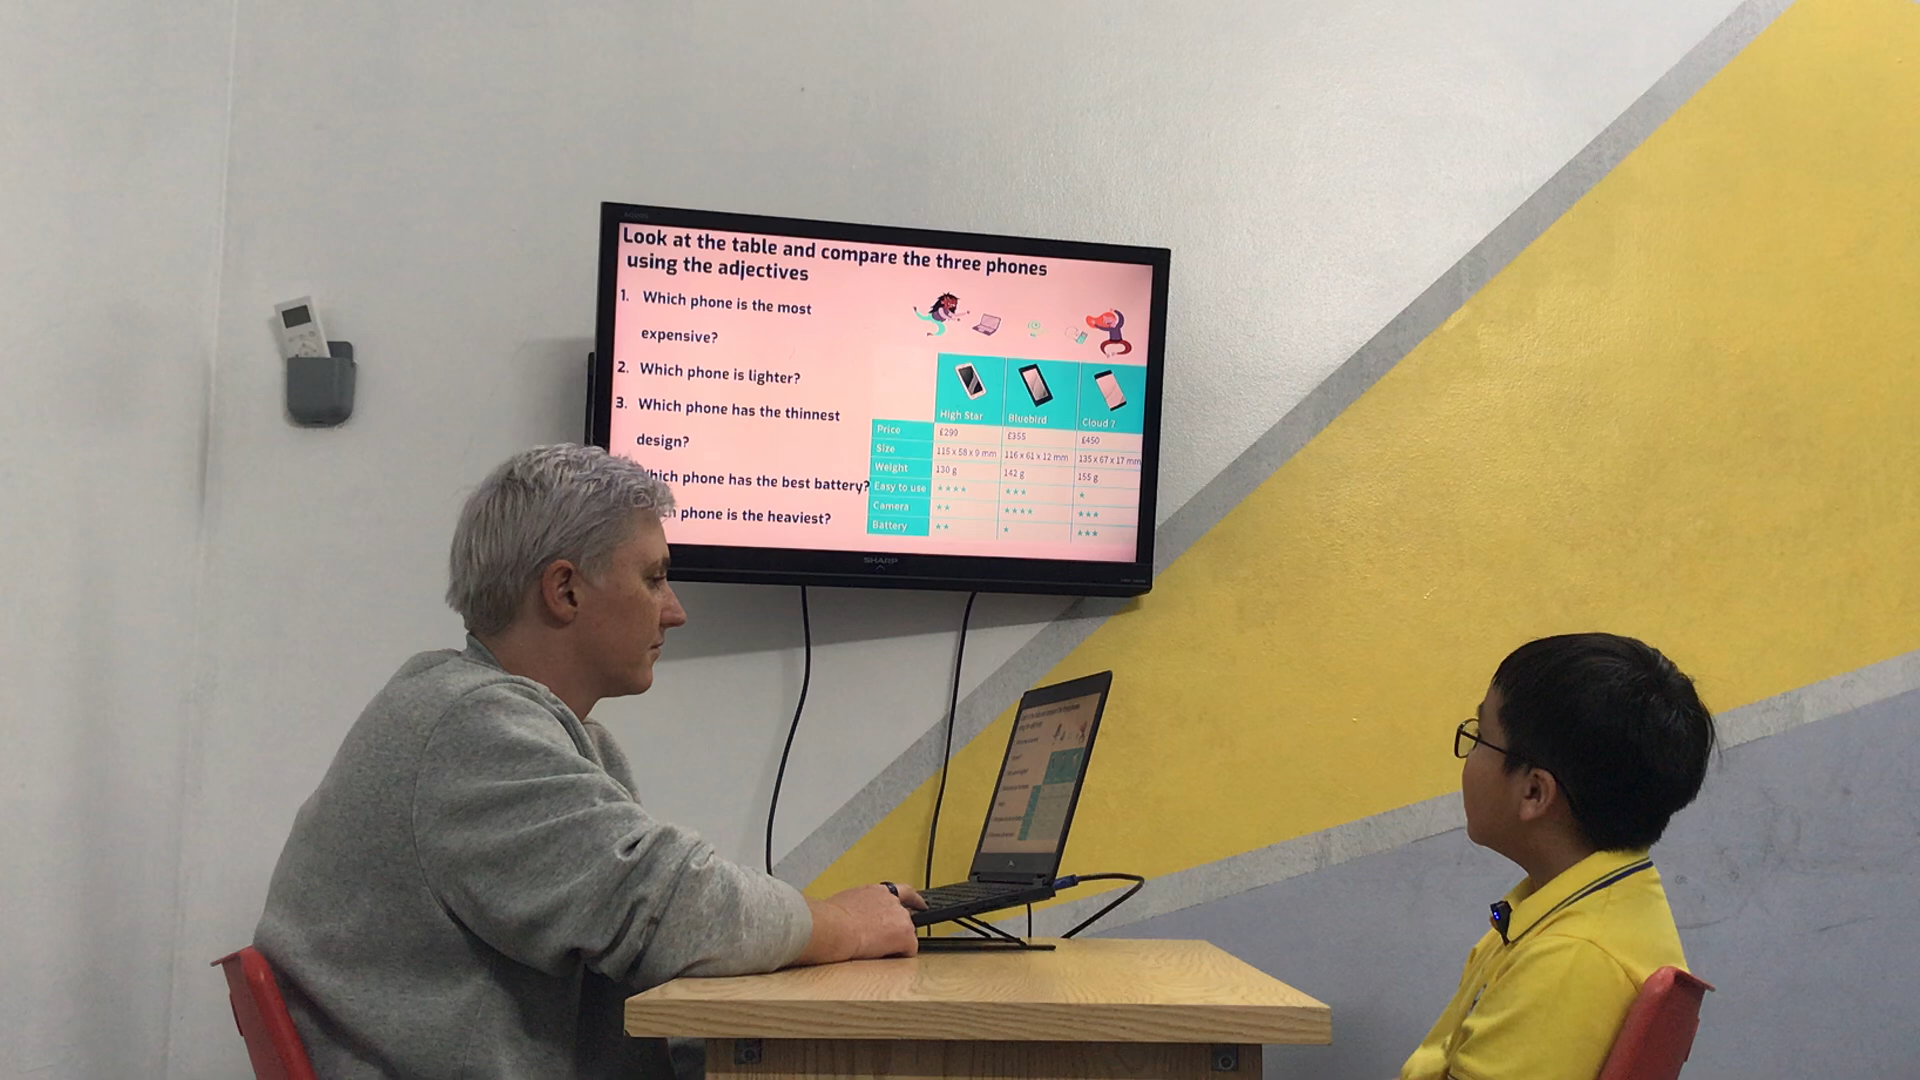 Look at the table and compare the three phones
using the adjectives
1. Which phone is the most
expensive?
2. Which phone is lighter?
3. Which phone has the thinnest
design?
hich phone has the best battery?
phone is the heaviest?
High Star Bluebird Cloud 7
Price £299 £355 £450
Size 115 x 58 x 9 mm 116 x 61 x 12 mm 135 x 67 x 17 mm
Weight 130 g 142 g 155 g
Easy to use ★★★★ ★★★ ★
Camera ★★ ★★★★ ★★★
Battery ★★ ★ ★★★
SHARP